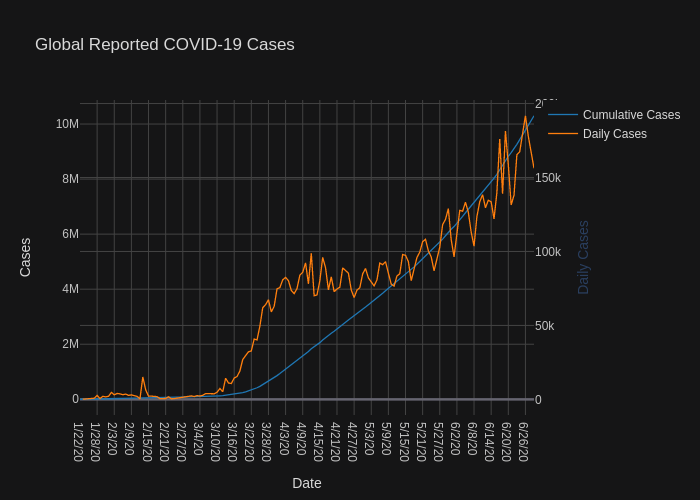 Global Reported COVID-19 Cases
Cumulative Cases
Daily Cases
10M
8M
6M
4M
2M
0
150k
100k
50k
0
Cases
Daily Cases
1/22/20
1/28/20
2/3/20
2/9/20
2/15/20
2/21/20
2/27/20
3/4/20
3/10/20
3/16/20
3/22/20
3/28/20
4/3/20
4/9/20
4/15/20
4/21/20
4/27/20
5/3/20
5/9/20
5/15/20
5/21/20
5/27/20
6/2/20
6/8/20
6/14/20
6/20/20
6/26/20
Date